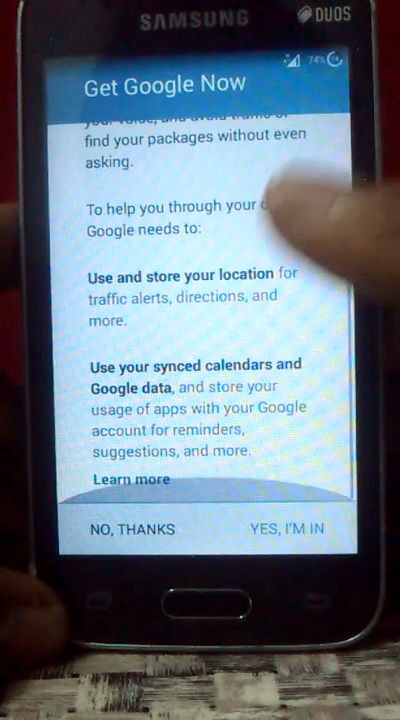 SAMSUNG
DUOS
74%
Get Google Now
find your packages without even
asking.
To help you through your
Google needs to:
Use and store your location for
traffic alerts, directions, and
more.
Use your synced calendars and
Google data, and store your
usage of apps with your Google
account for reminders,
suggestions, and more.
Learn more
NO, THANKS
YES, I'M IN